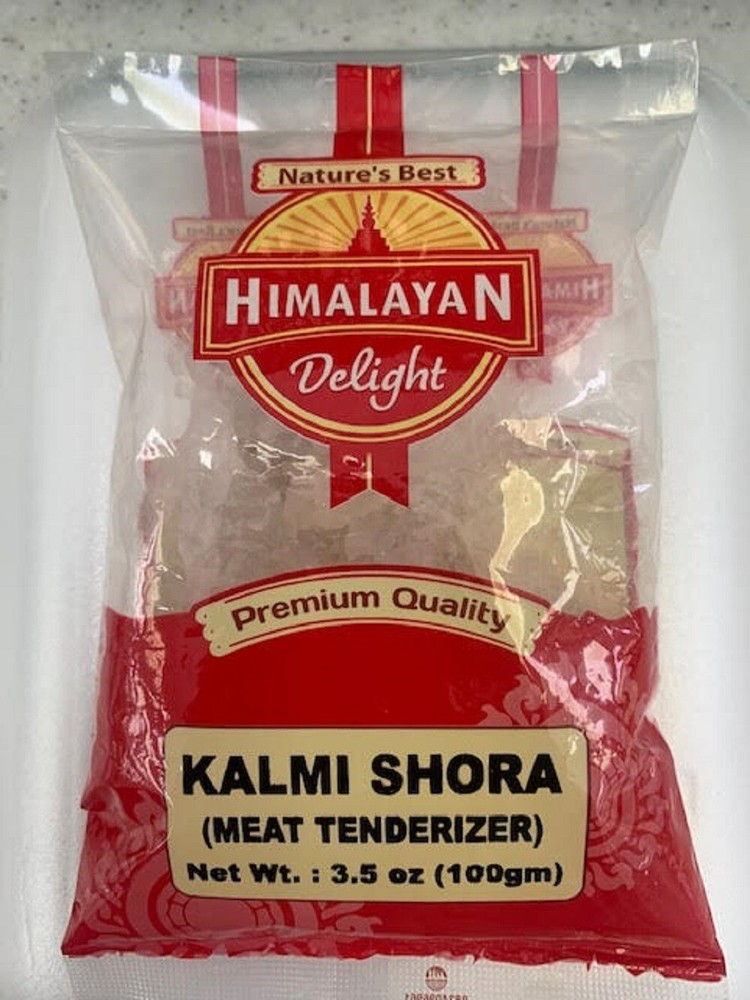 Nature's Best
HIMALAYAN
Delight
Premium Quality
KALMI SHORA
(MEAT TENDERIZER)
Net Wt. : 3.5 oz (100gm)